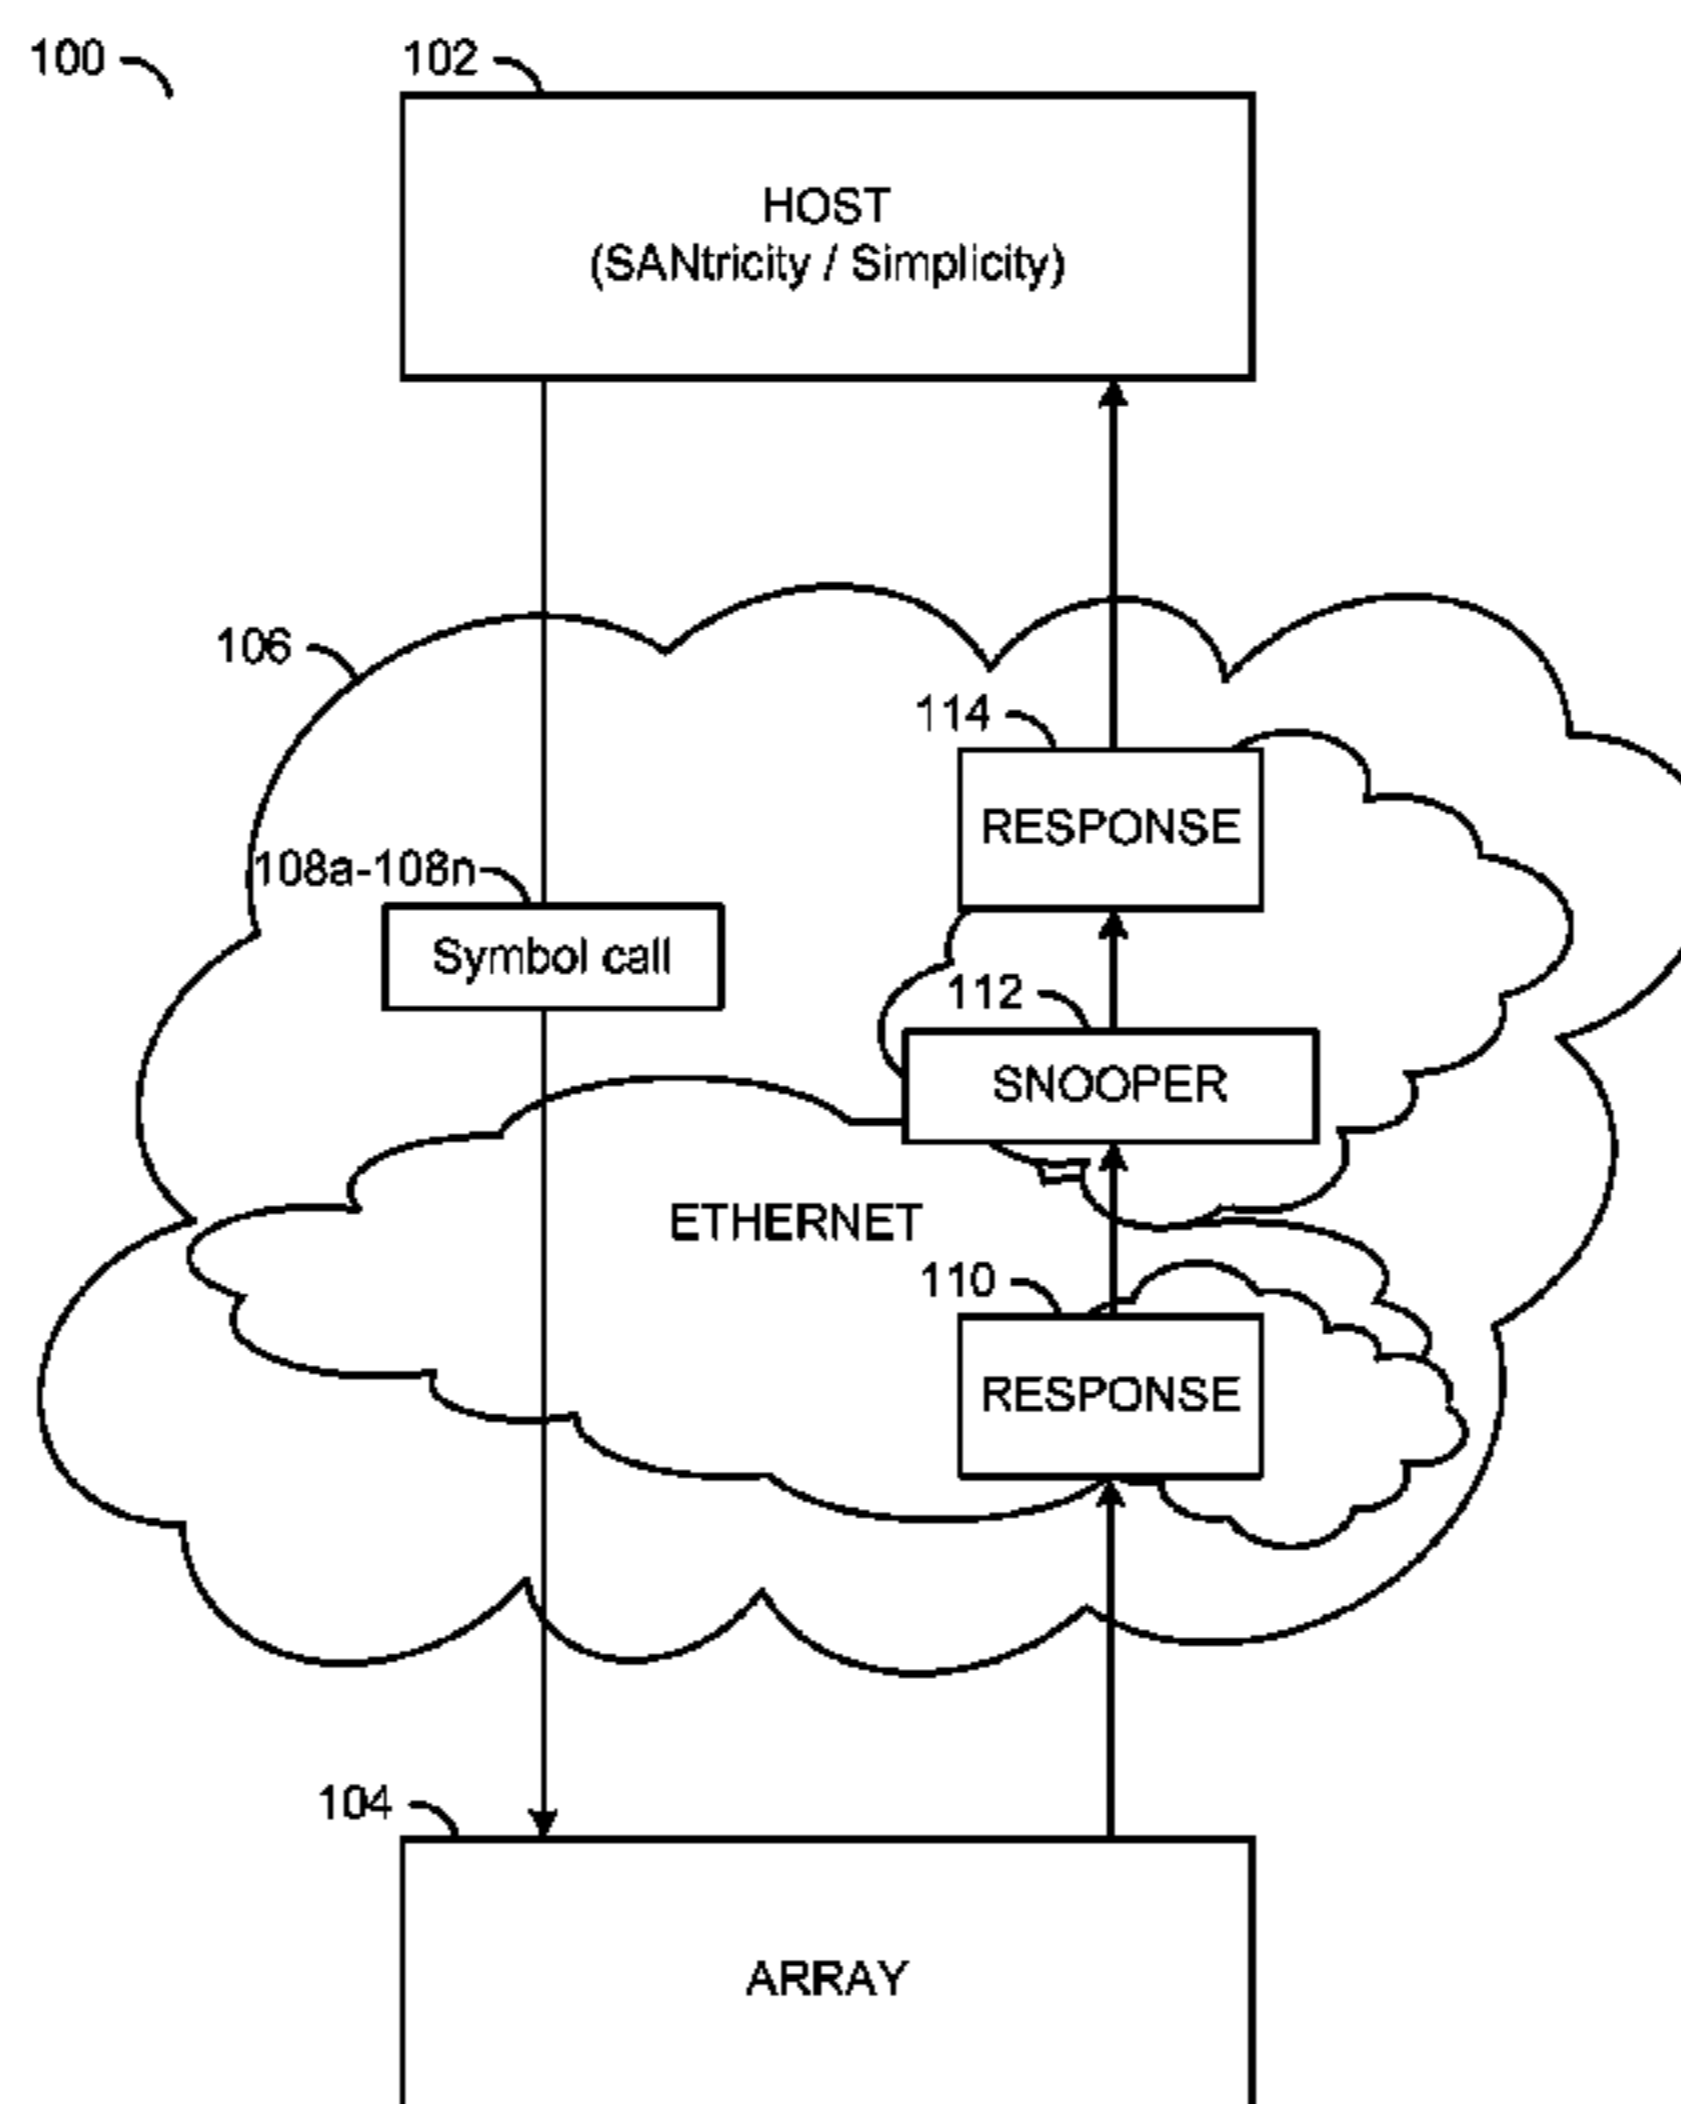 100
102
HOST
(SANtricity / Simplicity)
106
114
RESPONSE
108a-108n
Symbol call
112
SNOOPER
ETHERNET
110
RESPONSE
104
ARRAY